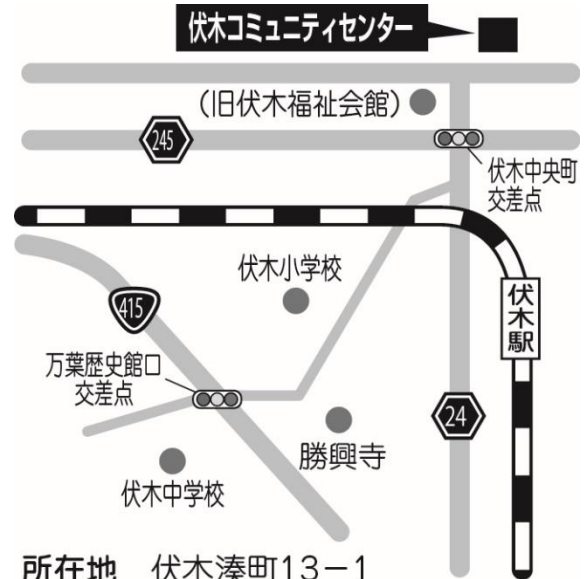 伏木コミュニティセンター
(旧伏木福祉会館)
245
伏木中央町
交差点
伏木小学校
415
伏木駅
万葉歴史館口
交差点
24
勝興寺
伏木中学校
所在地 伏木湊町13-1